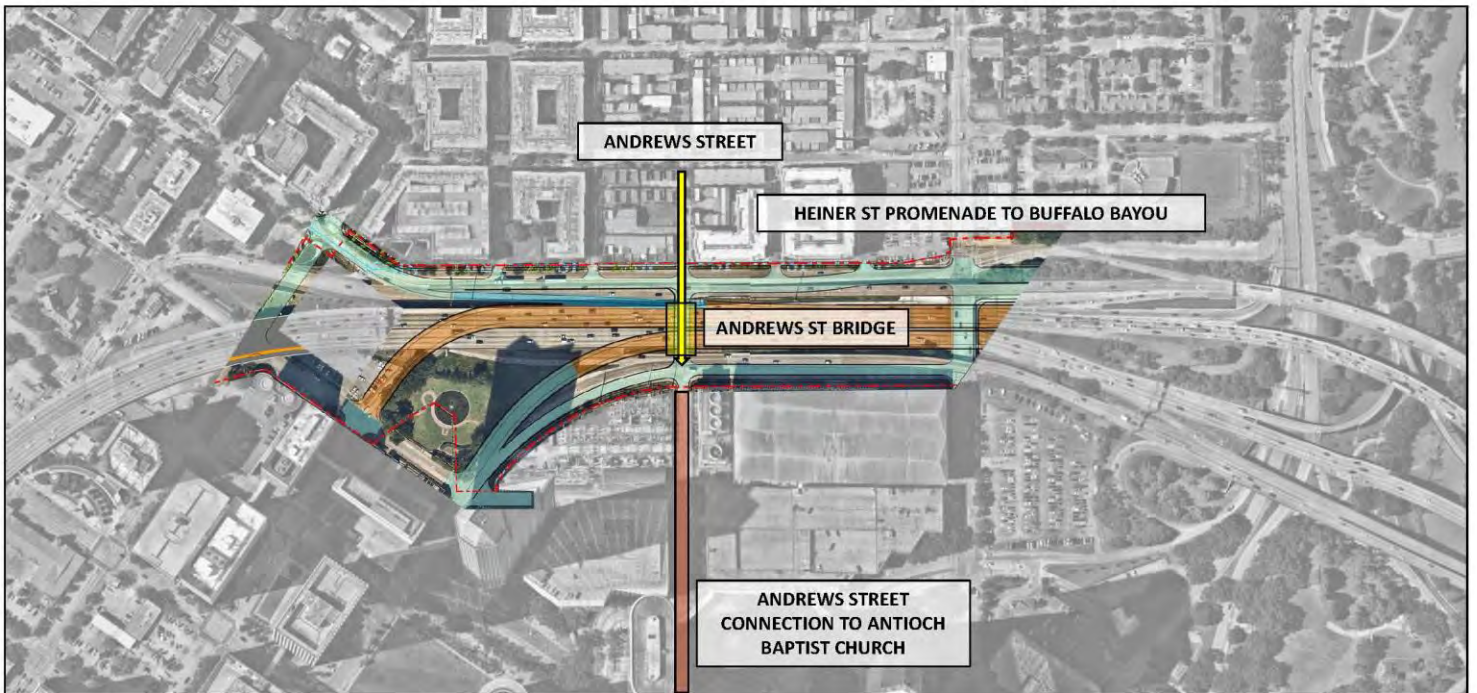 ANDREWS STREET
HEINER ST PROMENADE TO BUFFALO BAYOU
ANDREWS ST BRIDGE
ANDREWS STREET
CONNECTION TO ANTIOCH
BAPTIST CHURCH